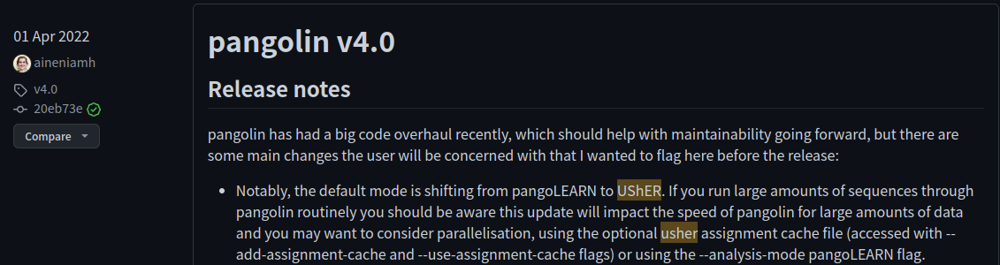 01 Apr 2022
aineniamh
v4.0
20eb73e
Compare
pangolin v4.0
Release notes
pangolin has had a big code overhaul recently, which should help with maintainability going forward, but there are
some main changes the user will be concerned with that I wanted to flag here before the release:
Notably, the default mode is shifting from pangoLEARN to UShER. If you run large amounts of sequences through
pangolin routinely you should be aware this update will impact the speed of pangolin for large amounts of data
and you may want to consider parallelisation, using the optional usher assignment cache file (accessed with --
add-assignment-cache and --use-assignment-cache flags) or using the --analysis-mode pangoLEARN flag.